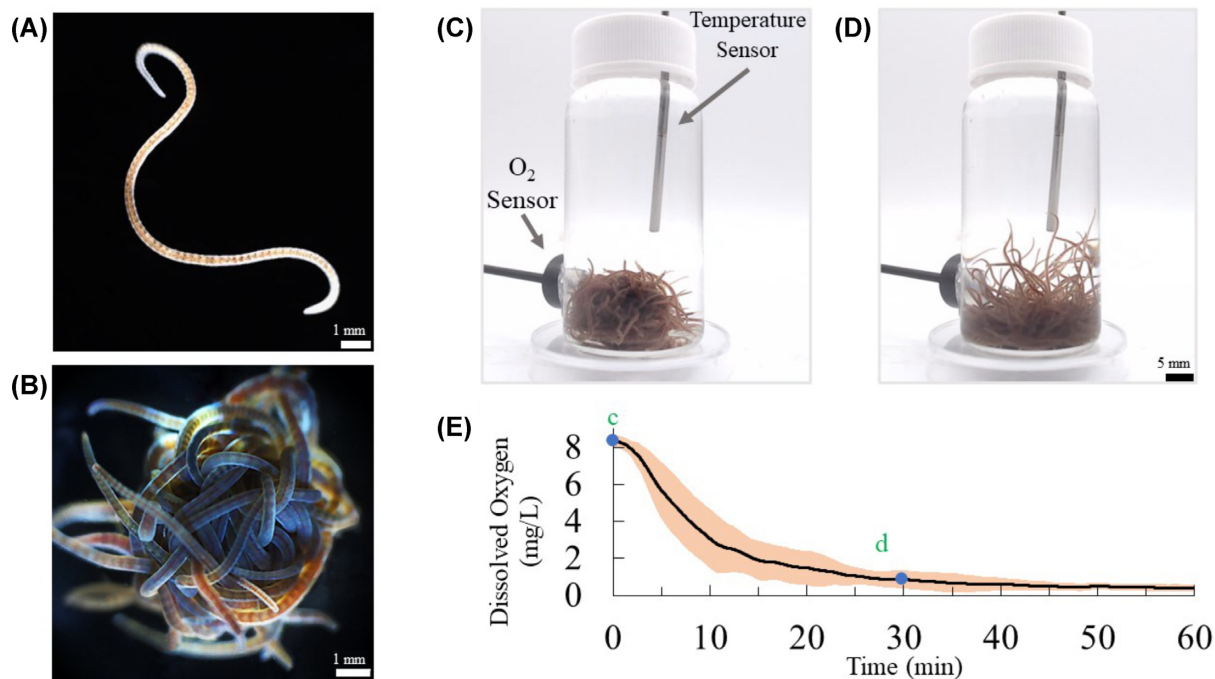 (A)
1 mm
(B)
1 mm
(C)
Temperature
Sensor
O₂
Sensor
(D)
5 mm
(E)
c
d
Dissolved Oxygen
(mg/L)
8
6
4
2
0
0 10 20 30 40 50 60
Time (min)